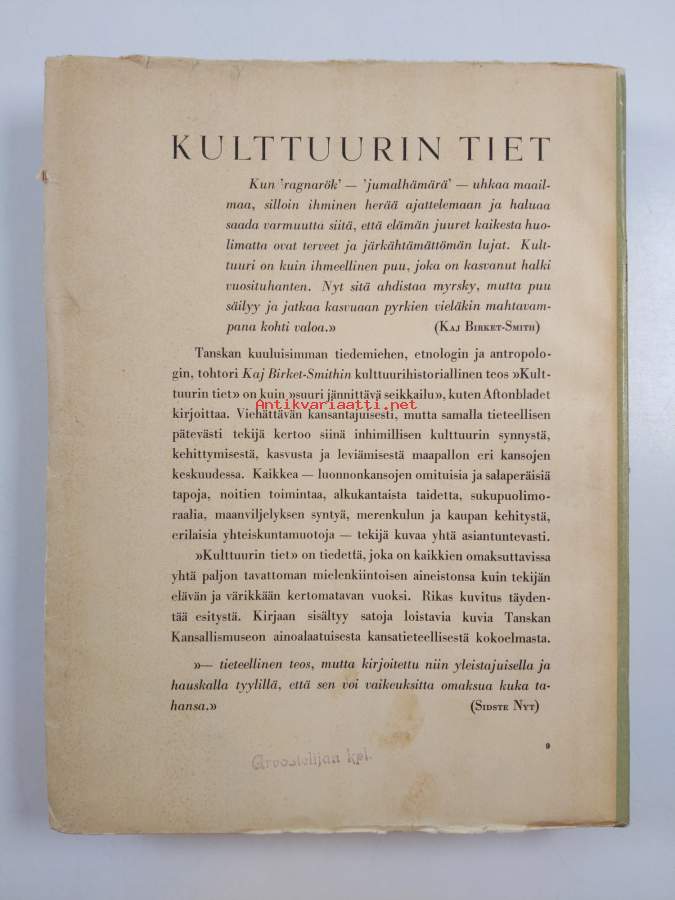 KULTTUURIN TIET
Kun 'ragnarök' — 'jumalhämärä' — uhkaa maail-
maa, silloin ihminen herää ajattelemaan ja haluaa
saada varmuutta siitä, että elämän juuret kaikesta huo-
limatta ovat terveet ja järkähtämättömän lujat. Kult-
tuuri on kuin ihmeellinen puu, joka on kasvanut halki
vuosituhanten. Nyt sitä ahdistaa myrsky, mutta puu
säilyy ja jatkaa kasvuaan pyrkien vieläkin mahtavam-
pana kohti valoa.» (KAJ BIRKET-SMITH)
Tanskan kuuluisimman tiedemiehen, etnologin ja antropolo-
gin, tohtori Kaj Birket-Smithin kulttuurihistoriallinen teos »Kult-
tuurin tiet» on kuin »suuri jännittävä seikkailu», kuten Aftonbladet
Antikvariaatti.net
kirjoittaa. Viehättävän kansantajuisesti, mutta samalla tieteellisen
pätevästi tekijä kertoo siinä inhimillisen kulttuurin synnystä,
kehittymisestä, kasvusta ja leviämisestä maapallon eri kansojen
keskuudessa. Kaikkea — luonnonkansojen omituisia ja salaperäisiä
tapoja, noitien toimintaa, alkukantaista taidetta, sukupuolimo-
raalia, maanviljelyksen syntyä, merenkulun ja kaupan kehitystä,
erilaisia yhteiskuntamuotoja — tekijä kuvaa yhtä asiantuntevasti.
»Kulttuurin tiet» on tiedettä, joka on kaikkien omaksuttavissa
yhtä paljon tavattoman mielenkiintoisen aineistonsa kuin tekijän
elävän ja värikkään kertomatavan vuoksi. Rikas kuvitus täyden-
tää esitystä. Kirjaan sisältyy satoja loistavia kuvia Tanskan
Kansallismuseon ainoalaatuisesta kansatieteellisestä kokoelmasta.
»— tieteellinen teos, mutta kirjoitettu niin yleistajuisella ja
hauskalla tyylillä, että sen voi vaikeuksitta omaksua kuka ta-
hansa.» (SIDSTE NYT)
9
Arvostelijan kpl.